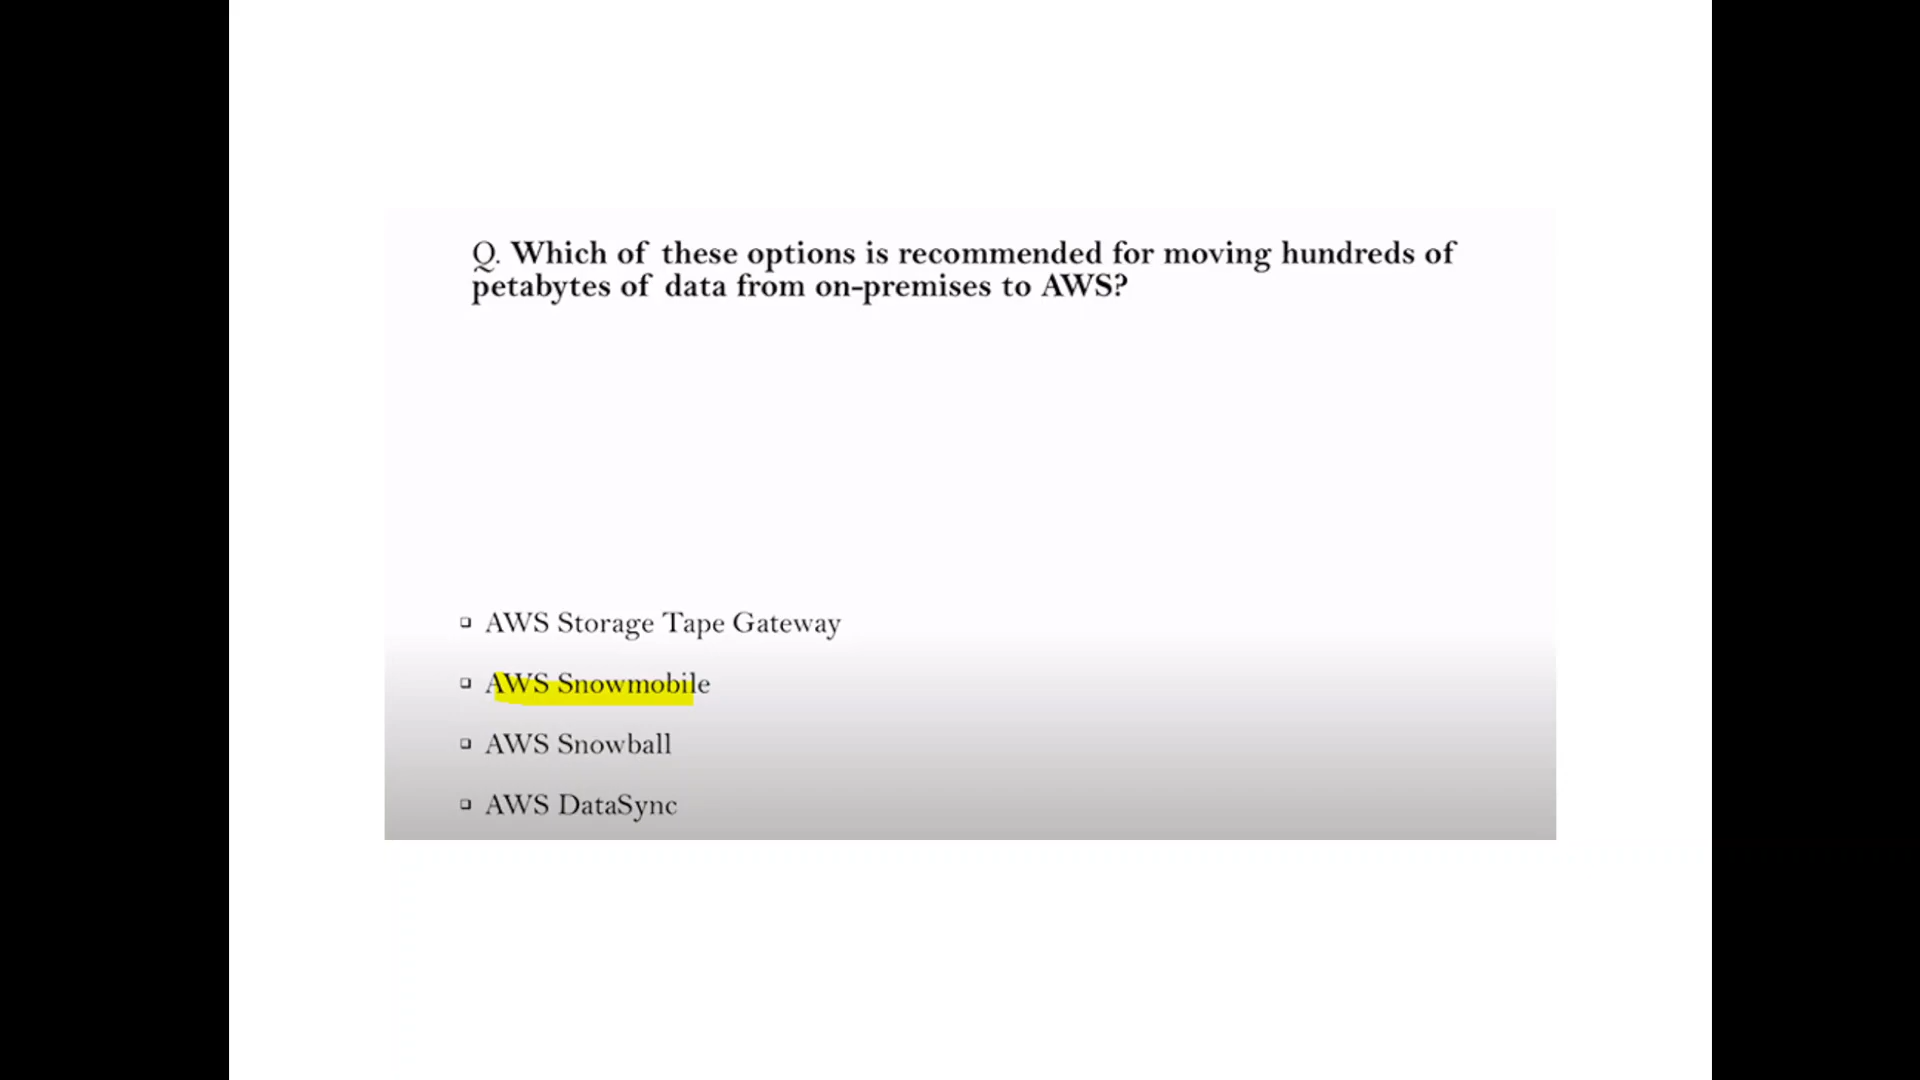 Q. Which of these options is recommended for moving hundreds of
petabytes of data from on-premises to AWS?
AWS Storage Tape Gateway
AWS Snowmobile
AWS Snowball
AWS DataSync